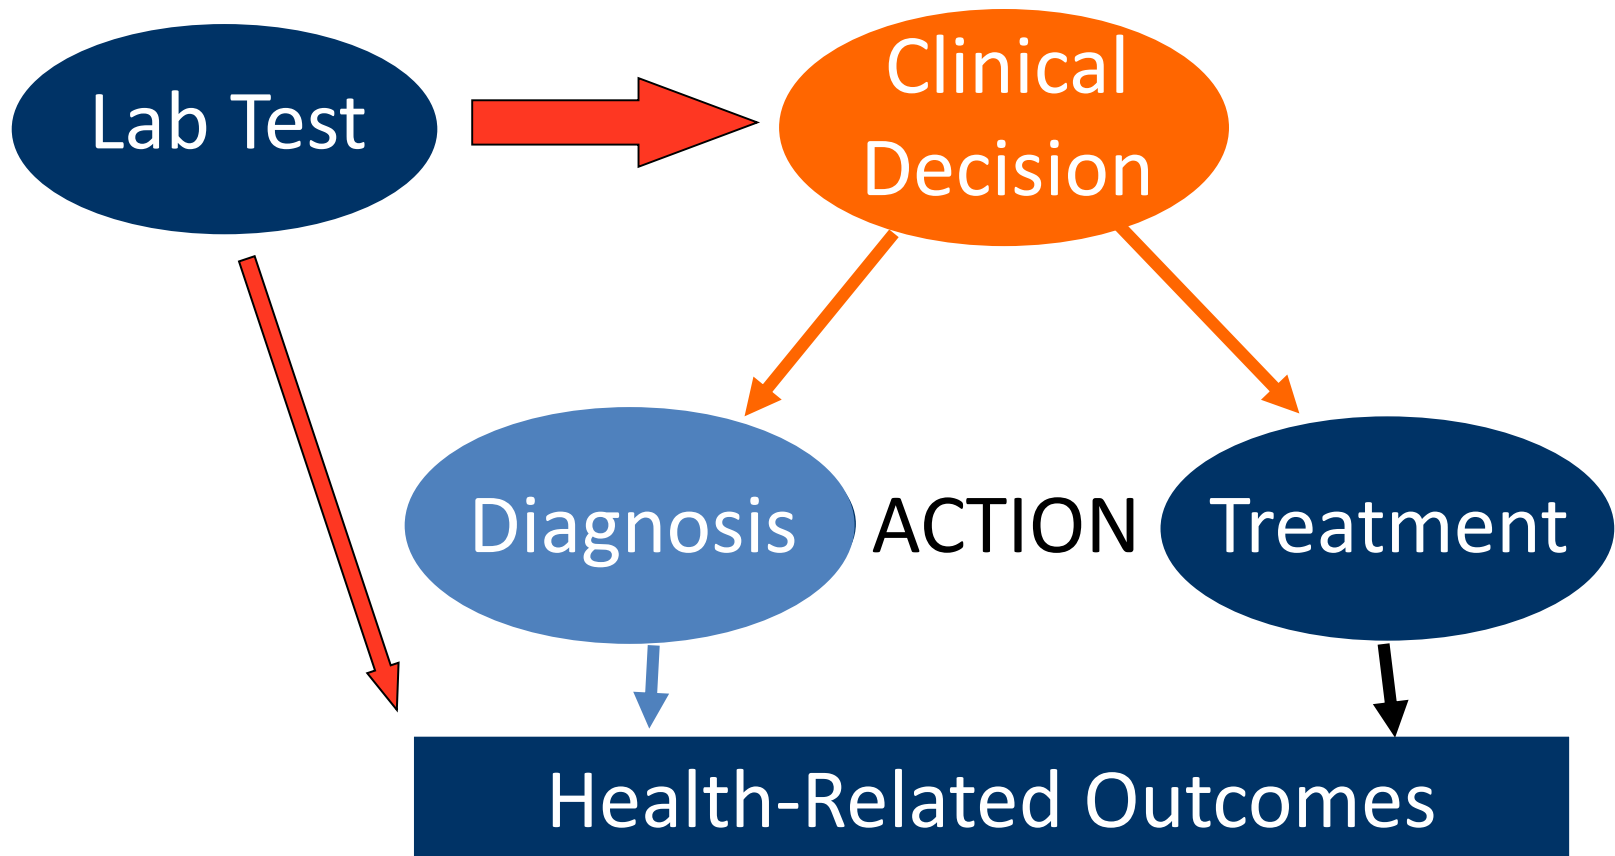 Lab Test
Clinical
Decision
Diagnosis
ACTION
Treatment
Health-Related Outcomes